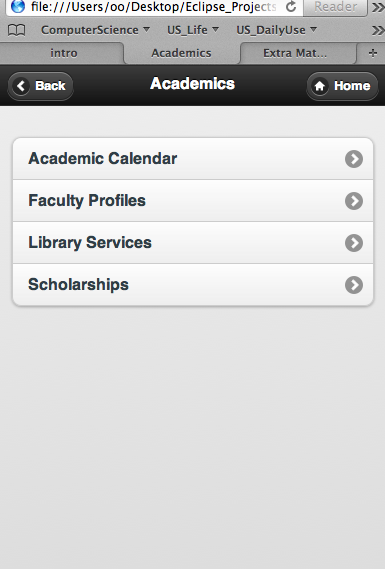 file:///Users/oo/Desktop/Eclipse_Projects
Reader
ComputerScience US_Life US_DailyUse
intro Academics Extra Mat...
Back Academics Home
Academic Calendar
Faculty Profiles
Library Services
Scholarships